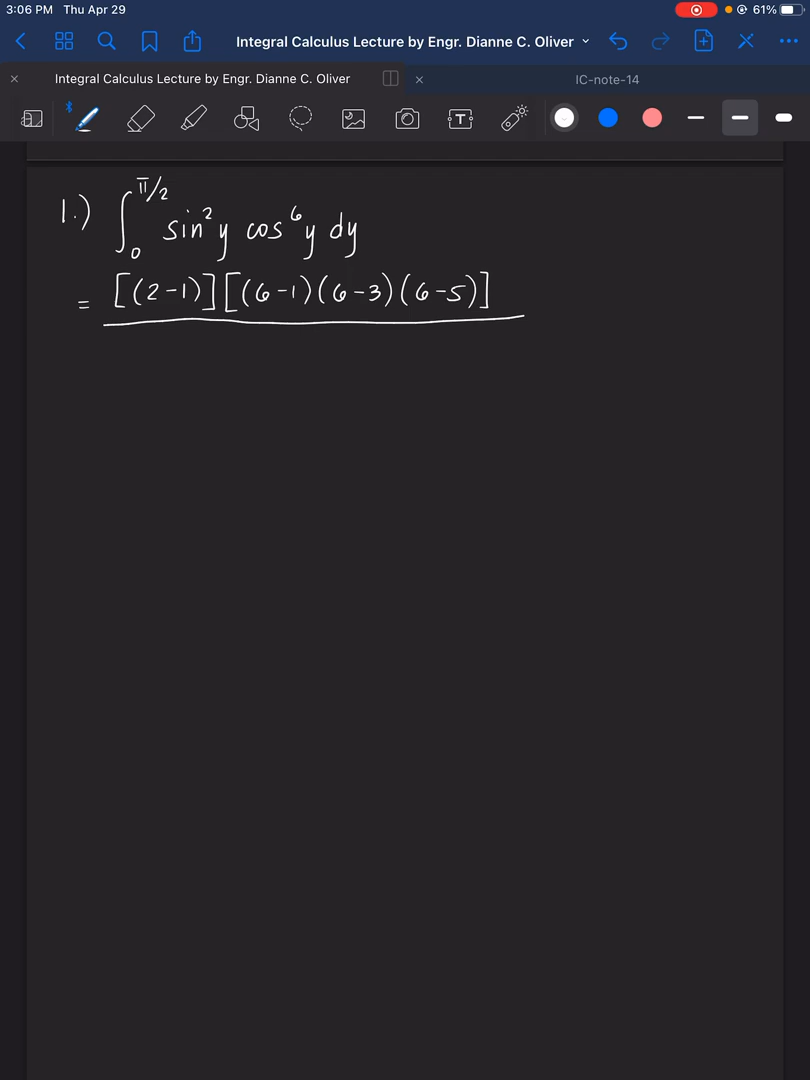 3:06 PM Thu Apr 29 61%
Integral Calculus Lecture by Engr. Dianne C. Oliver
Integral Calculus Lecture by Engr. Dianne C. Oliver IC-note-14
T
1.) ∫₀^π/2 sin²y cos⁶y dy
= [(2-1)][(6-1)(6-3)(6-5)]